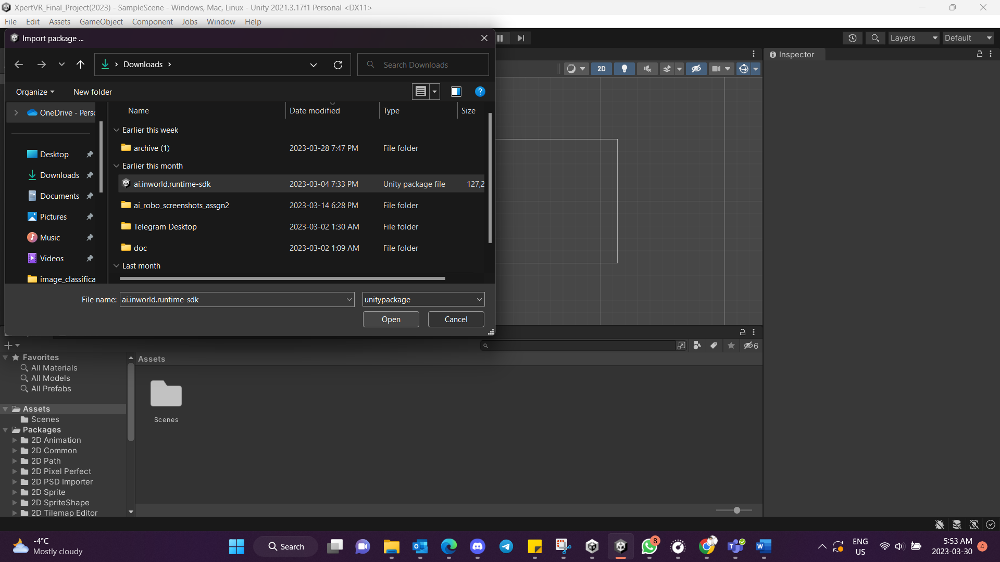 XpertVR_Final_Project(2023) - SampleScene - Windows, Mac, Linux - Unity 2021.3.17f1 Personal <DX11>
File Edit Assets GameObject Component Jobs Window Help
Import package ...
Layers Default
Downloads
Search Downloads
Inspector
2D
Organize New folder
OneDrive - Perso
Name Date modified Type Size
Earlier this week
archive (1) 2023-03-28 7:47 PM File folder
Earlier this month
ai.inworld.runtime-sdk 2023-03-04 7:33 PM Unity package file 127,2
ai_robo_screenshots_assgn2 2023-03-14 6:28 PM File folder
Telegram Desktop 2023-03-02 1:30 AM File folder
doc 2023-03-02 1:09 AM File folder
Last month
Desktop
Downloads
Documents
Pictures
Music
Videos
image_classifica
File name: ai.inworld.runtime-sdk unitypackage
Open Cancel
6
Favorites
All Materials
All Models
All Prefabs
Assets
Scenes
Packages
2D Animation
2D Common
2D Path
2D Pixel Perfect
2D PSD Importer
2D Sprite
2D SpriteShape
2D Tilemap Editor
Assets
Scenes
-4°C
Mostly cloudy
Search
8
ENG
US
5:53 AM
2023-03-30
4